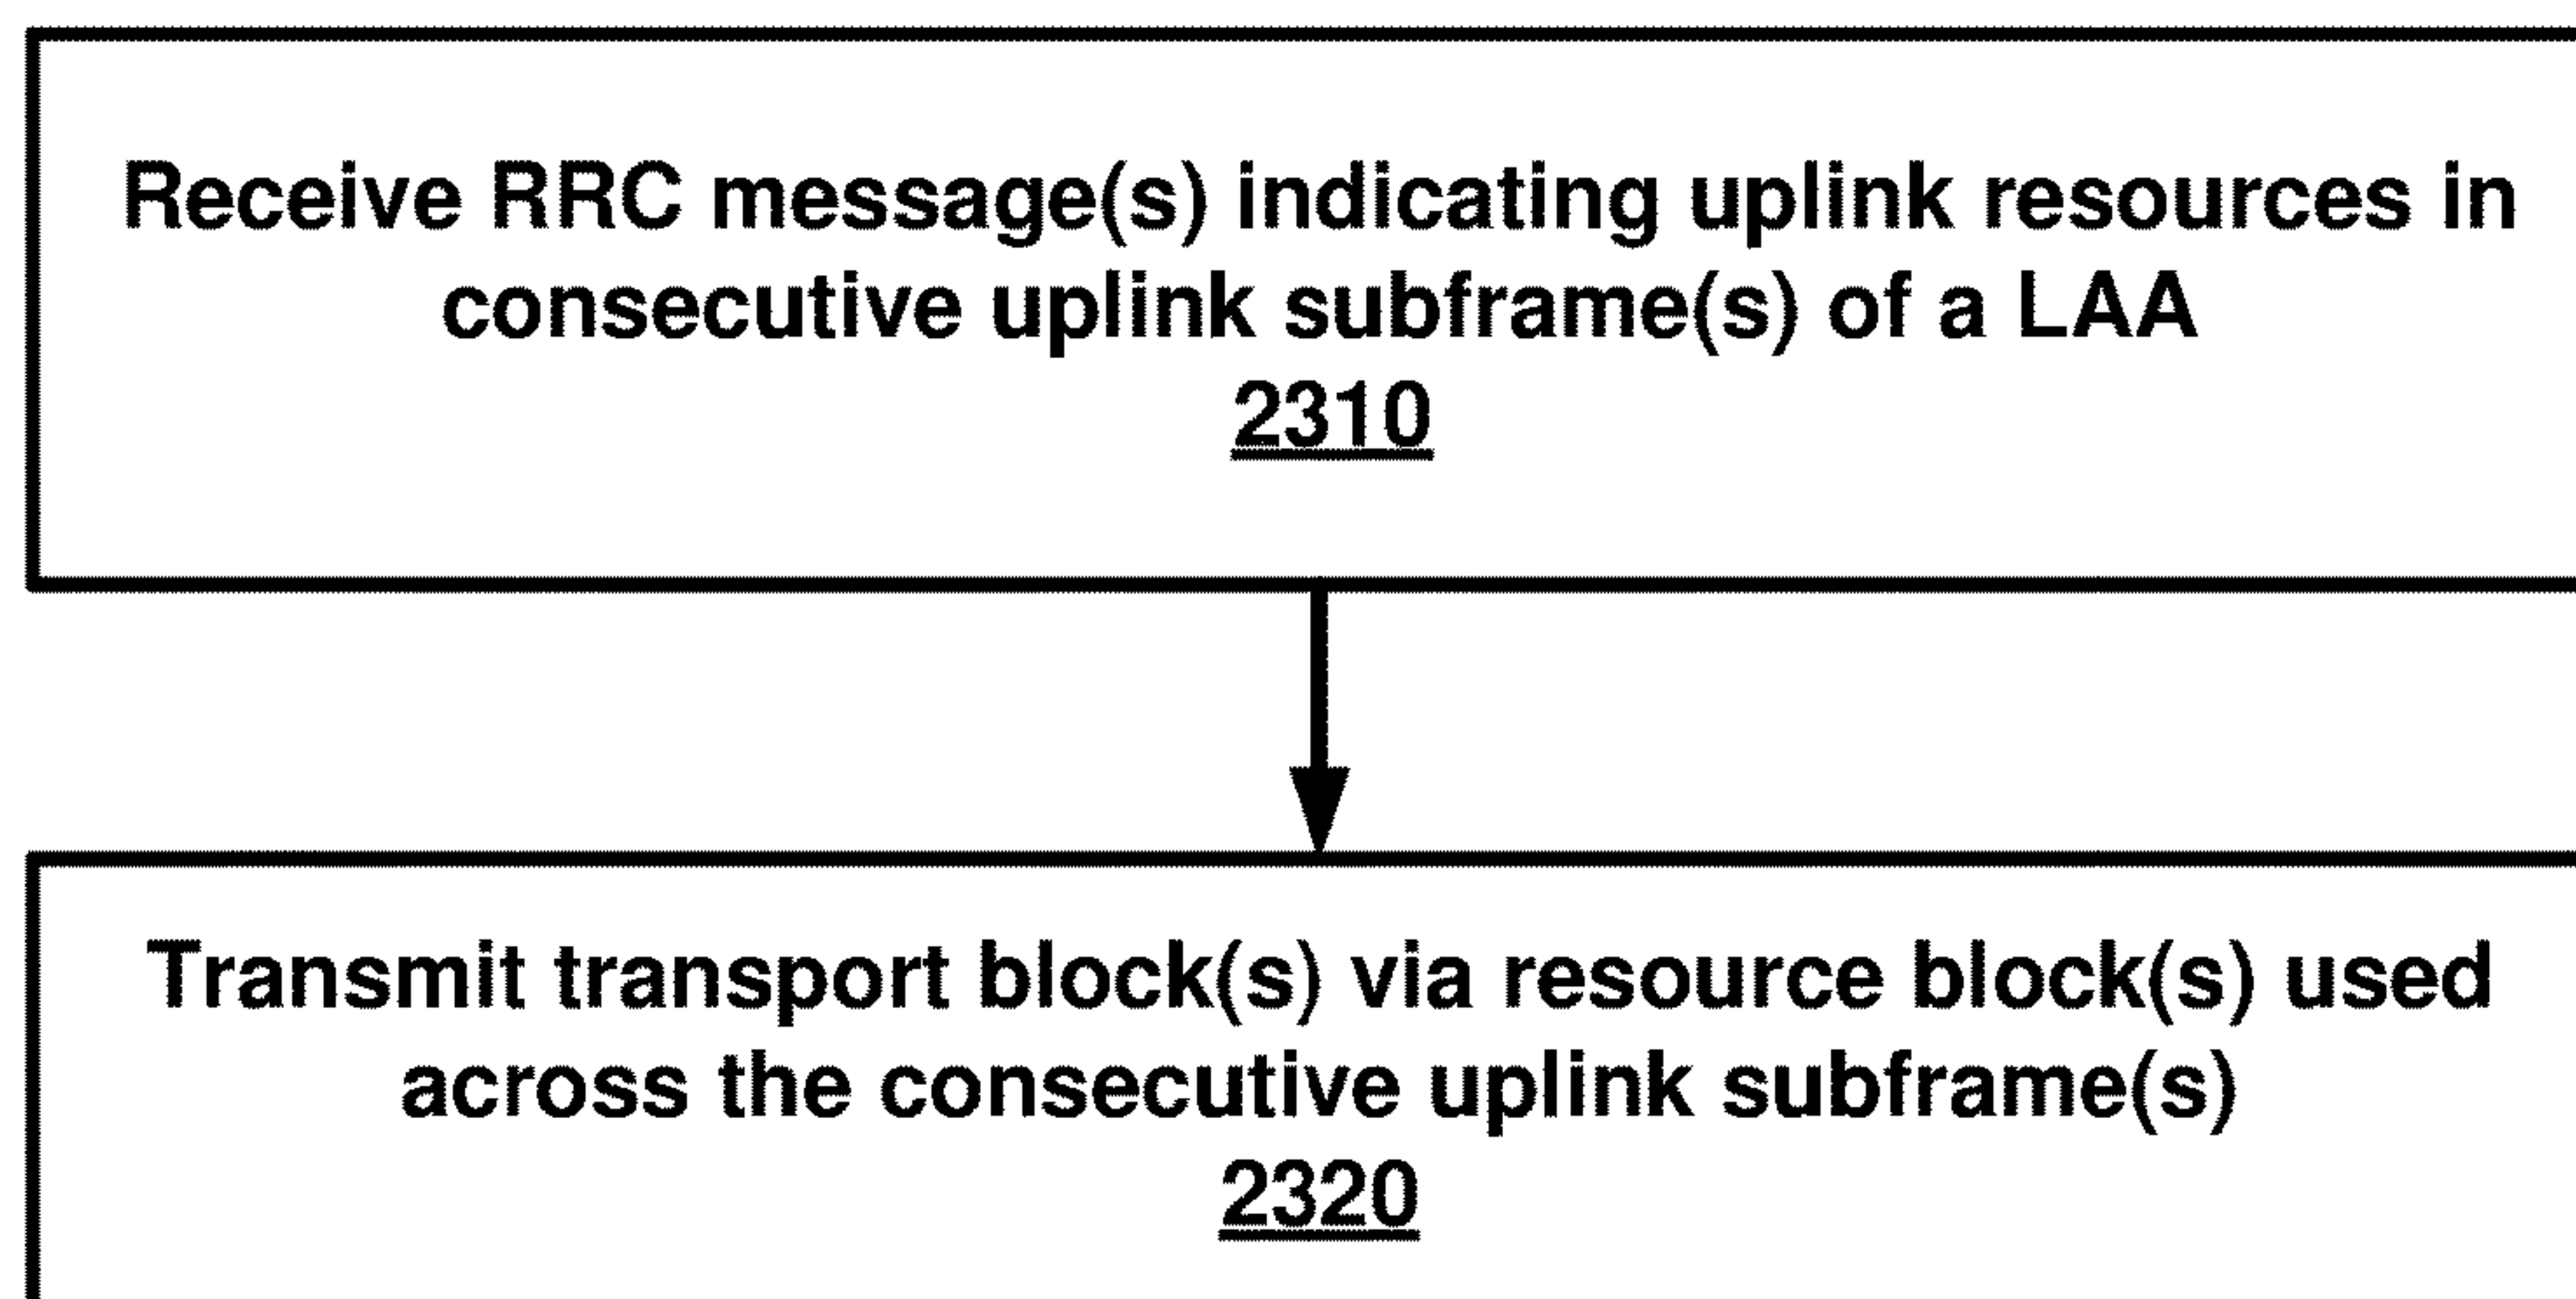 Receive RRC message(s) indicating uplink resources in
consecutive uplink subframe(s) of a LAA
2310
Transmit transport block(s) via resource block(s) used
across the consecutive uplink subframe(s)
2320